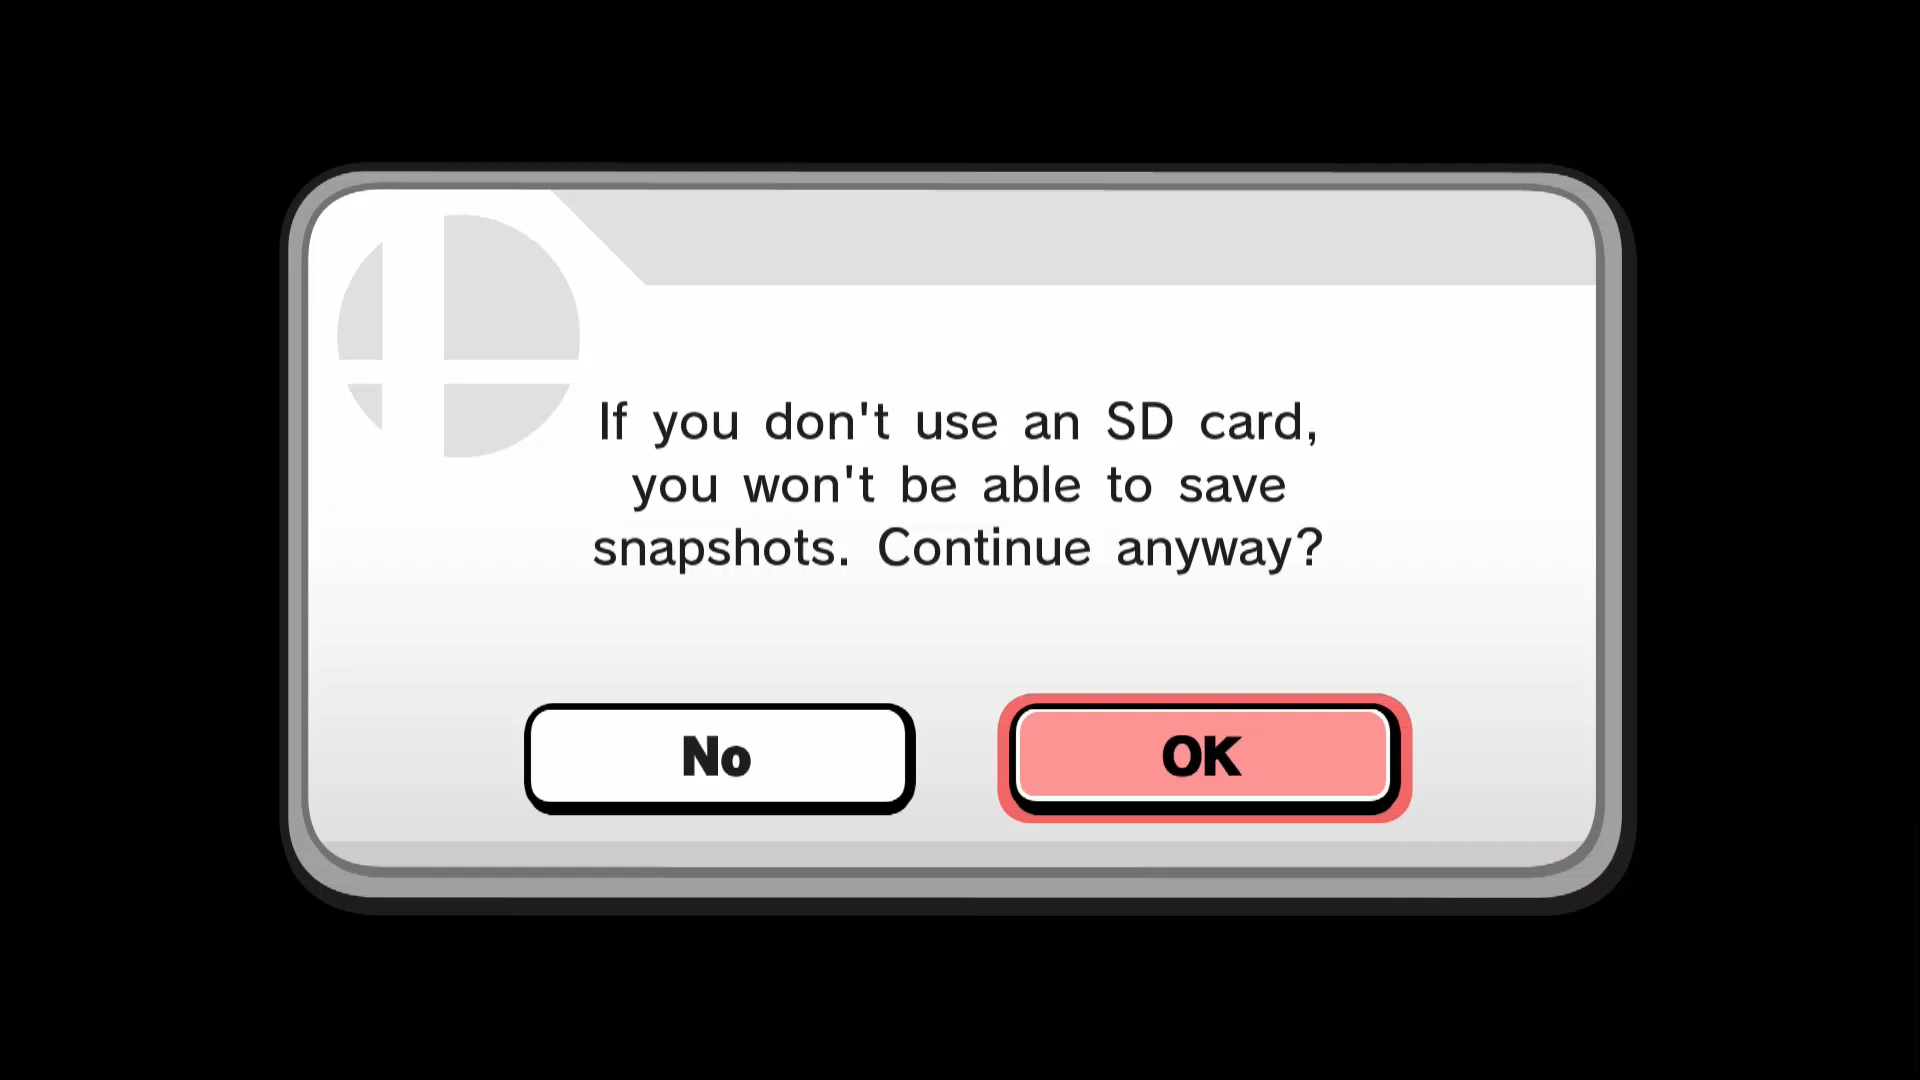 If you don't use an SD card,
you won't be able to save
snapshots. Continue anyway?
No
OK